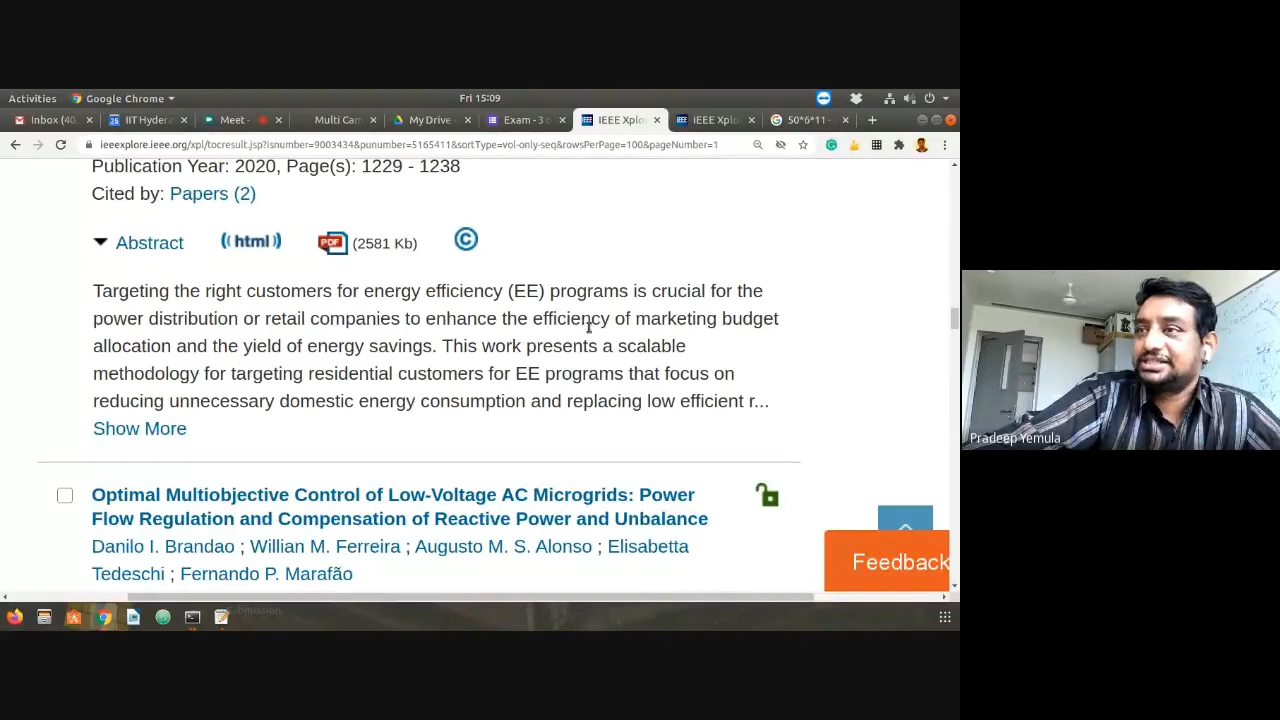 Activities
Google Chrome
Fri 15:09
Inbox (40,
IIT Hyder
Meet -
Multi Cam
My Drive
Exam - 3 o
IEEE Xplo
IEEE Xplo
50*6*11 -
ieeexplore.ieee.org/xpl/tocresult.jsp?isnumber=9003434&punumber=5165411&sortType=vol-only-seq&rowsPerPage=100&pageNumber=1
Publication Year: 2020, Page(s): 1229 - 1238
Cited by: Papers (2)
Abstract
((html))
PDF
(2581 Kb)
©
Targeting the right customers for energy efficiency (EE) programs is crucial for the
power distribution or retail companies to enhance the efficiency of marketing budget
allocation and the yield of energy savings. This work presents a scalable
methodology for targeting residential customers for EE programs that focus on
reducing unnecessary domestic energy consumption and replacing low efficient r...
Show More
Optimal Multiobjective Control of Low-Voltage AC Microgrids: Power
Flow Regulation and Compensation of Reactive Power and Unbalance
Danilo I. Brandao ; Willian M. Ferreira ; Augusto M. S. Alonso ; Elisabetta
Tedeschi ; Fernando P. Marafão
Feedback
Pradeep Yemula